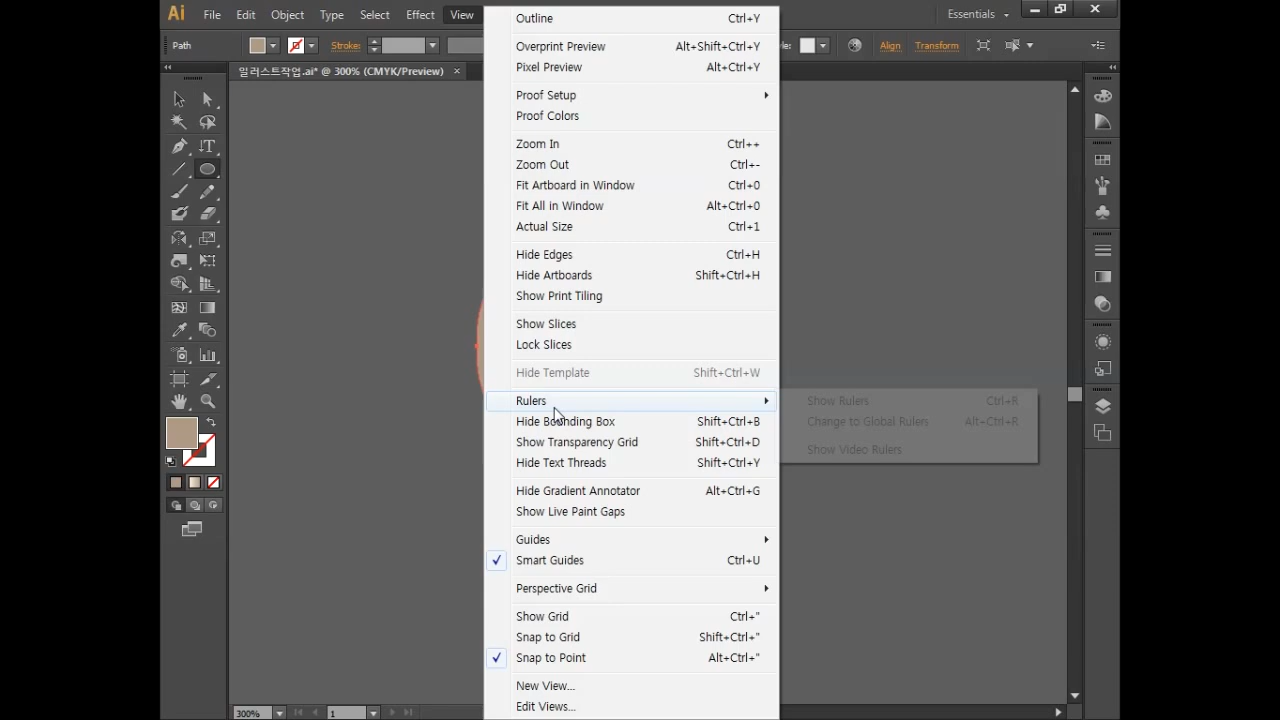 Ai File Edit Object Type Select Effect View Essentials
Path Stroke: Align Transform
일러스트작업.ai* @ 300% (CMYK/Preview) ×
Outline Ctrl+Y
Overprint Preview Alt+Shift+Ctrl+Y
Pixel Preview Alt+Ctrl+Y
Proof Setup
Proof Colors
Zoom In Ctrl++
Zoom Out Ctrl+-
Fit Artboard in Window Ctrl+0
Fit All in Window Alt+Ctrl+0
Actual Size Ctrl+1
Hide Edges Ctrl+H
Hide Artboards Shift+Ctrl+H
Show Print Tiling
Show Slices
Lock Slices
Hide Template Shift+Ctrl+W
Rulers
Show Rulers Ctrl+R
Hide Bounding Box Shift+Ctrl+B
Change to Global Rulers Alt+Ctrl+R
Show Transparency Grid Shift+Ctrl+D
Show Video Rulers
Hide Text Threads Shift+Ctrl+Y
Hide Gradient Annotator Alt+Ctrl+G
Show Live Paint Gaps
Guides
Smart Guides Ctrl+U
Perspective Grid
Show Grid Ctrl+"
Snap to Grid Shift+Ctrl+"
Snap to Point Alt+Ctrl+"
New View...
Edit Views...
300% 1